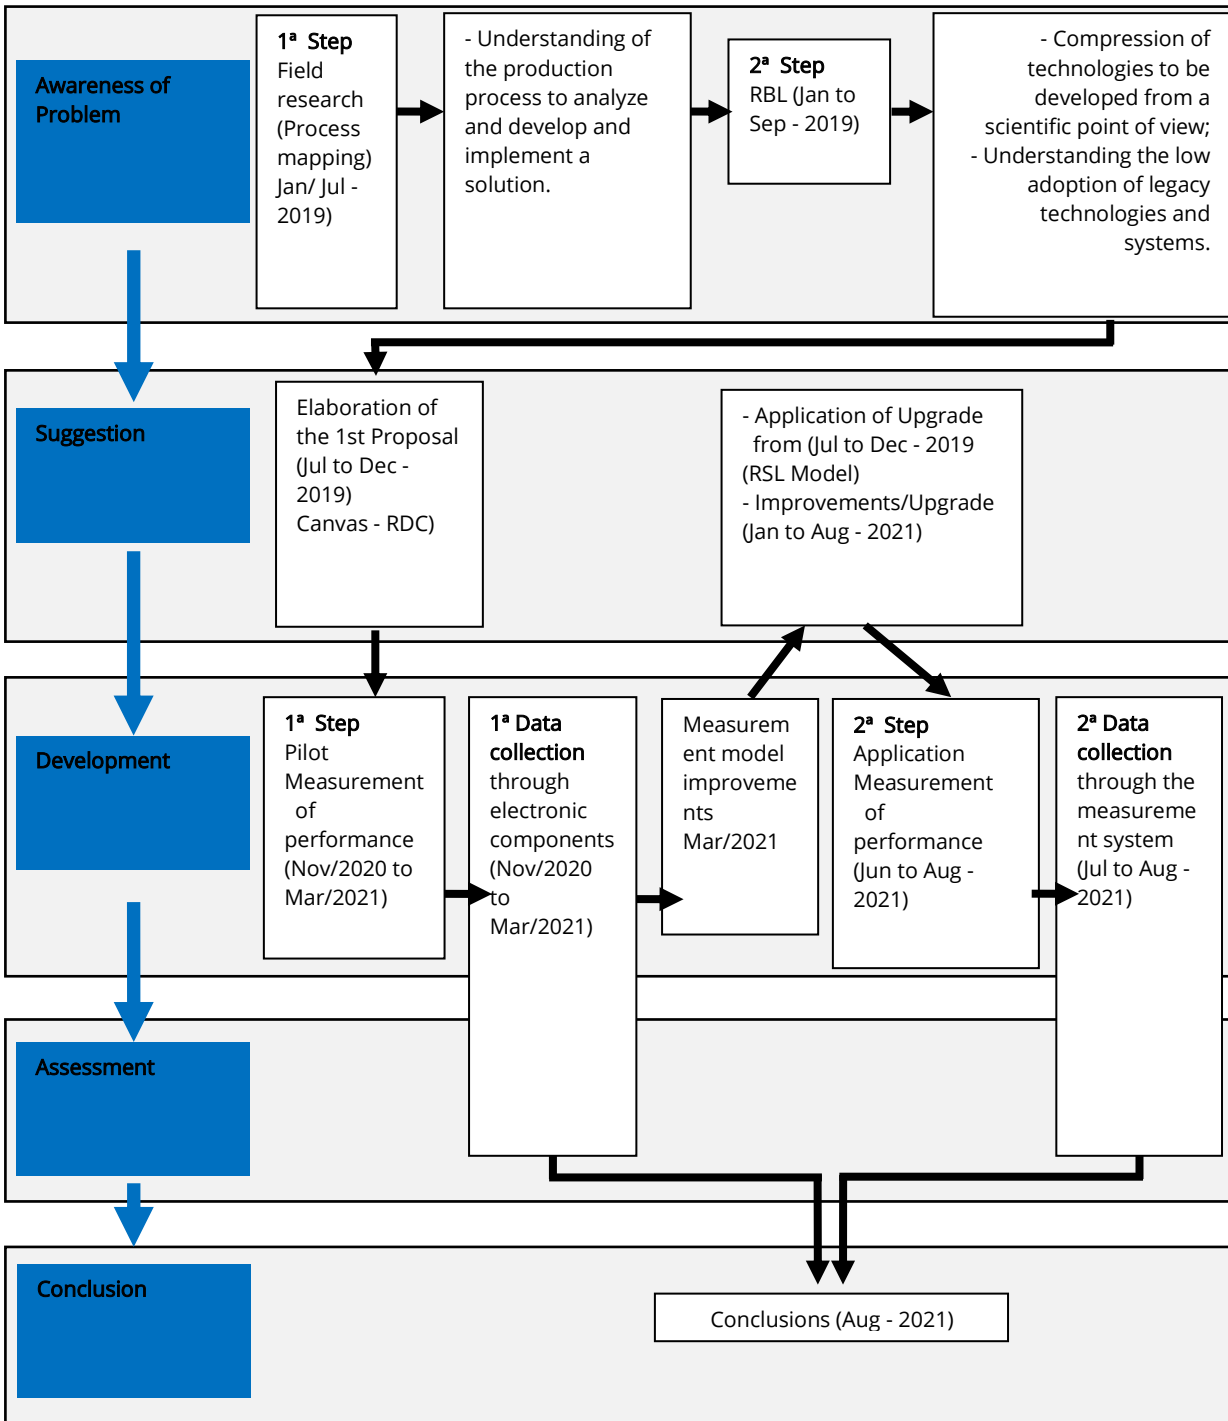 Awareness of
Problem
1ª Step
Field
research
(Process
mapping)
Jan/ Jul -
2019)
- Understanding of
the production
process to analyze
and develop and
implement a
solution.
2ª Step
RBL (Jan to
Sep - 2019)
- Compression of
technologies to be
developed from a
scientific point of
view;
- Understanding the low
adoption of legacy
technologies and
systems.
Suggestion
Elaboration of
the 1st Proposal
(Jul to Dec -
2019)
Canvas - RDC)
- Application of Upgrade
from (Jul to Dec - 2019
(RSL Model)
- Improvements/Upgrade
(Jan to Aug - 2021)
Development
1ª Step
Pilot
Measurement
of
performance
(Nov/2020 to
Mar/2021)
1ª Data
collection
through
electronic
components
(Nov/2020
to
Mar/2021)
Measurem
ent model
improveme
nts
Mar/2021
2ª Step
Application
Measurement
of
performance
(Jun to Aug -
2021)
2ª Data
collection
through the
measureme
nt system
(Jul to Aug -
2021)
Assessment
Conclusion
Conclusions (Aug - 2021)